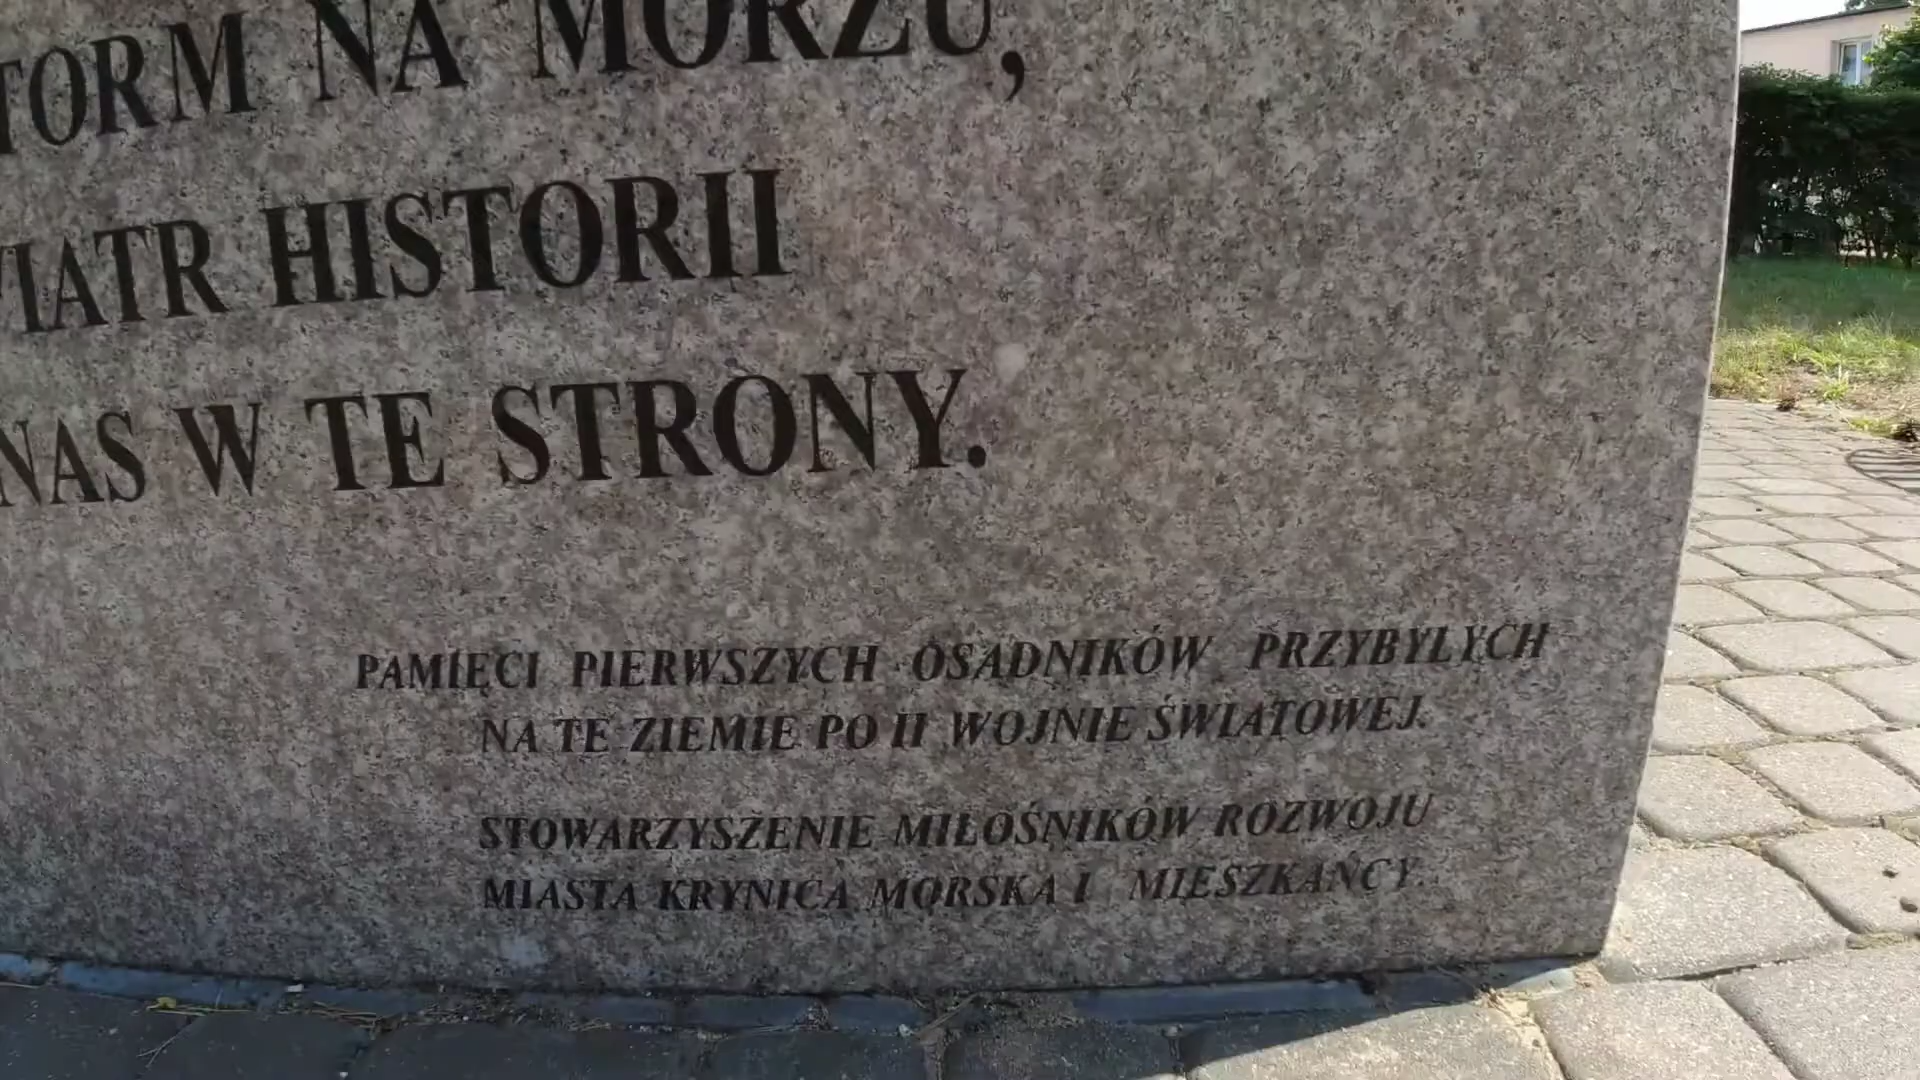 TORM NA MORZU,
WIATR HISTORII
NAS W TE STRONY.
PAMIĘCI PIERWSZYCH OSADNIKÓW PRZYBYŁYCH
NA TE ZIEMIE PO II WOJNIE ŚWIATOWEJ.
STOWARZYSZENIE MIŁOŚNIKÓW ROZWOJU
MIASTA KRYNICA MORSKA I MIESZKAŃCY.